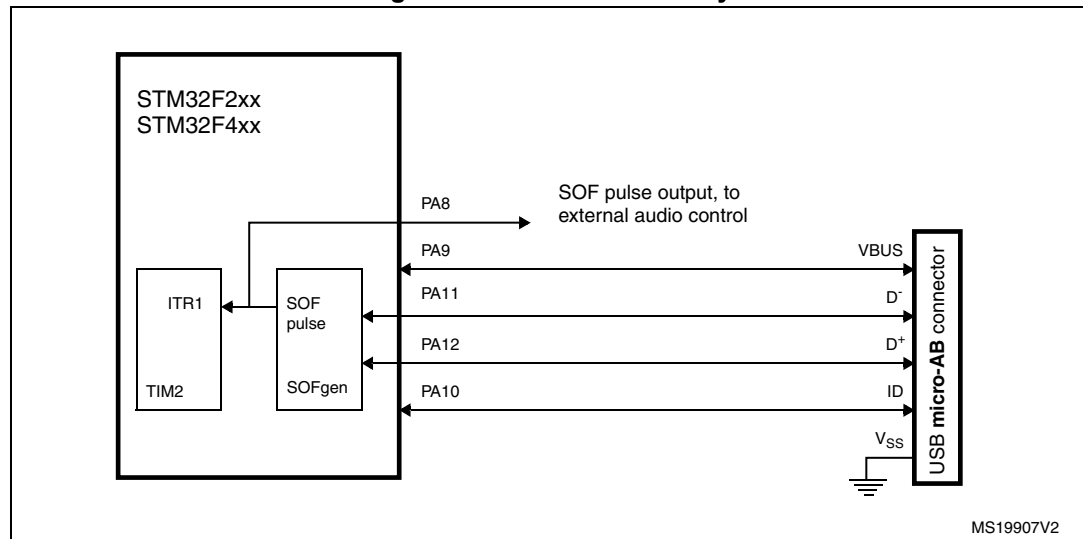 STM32F2xx
STM32F4xx
PA8
SOF pulse output, to
external audio control
PA9
VBUS
ITR1
SOF
pulse
PA11
D-
PA12
D+
TIM2
SOFgen
PA10
ID
VSS
USB micro-AB connector
MS19907V2